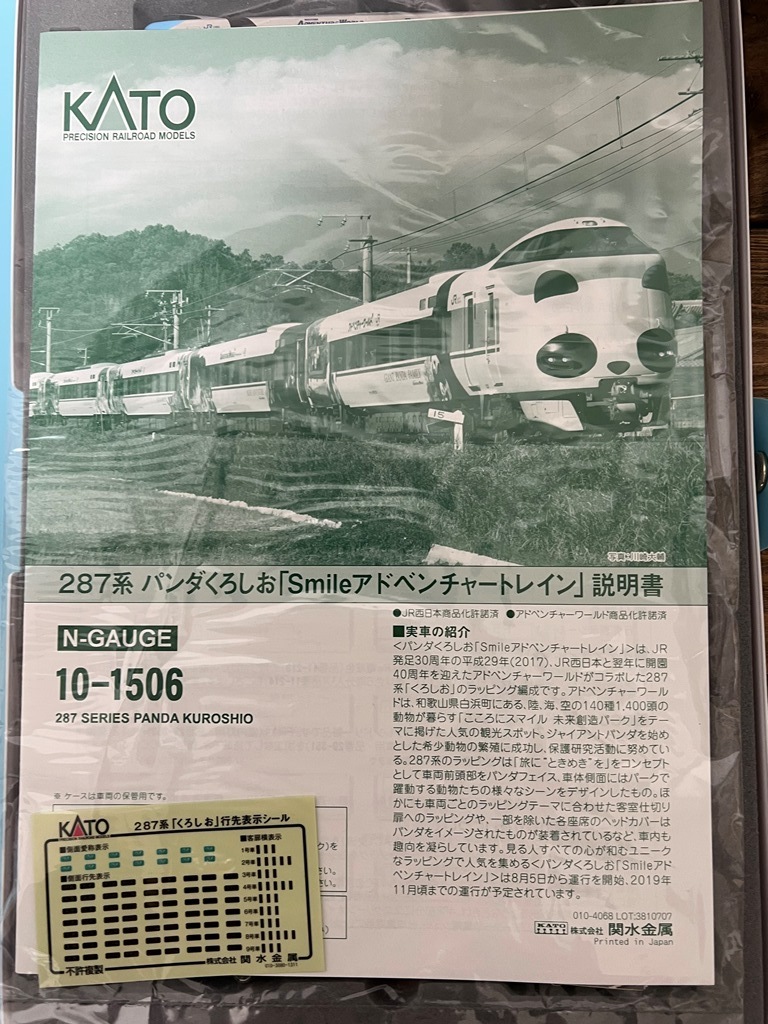 ADVENTURE WORLD
KATO
PRECISION RAILROAD MODELS
15
写真:川崎大輔
287系 パンダくろしお「Smileアドベンチャートレイン」説明書
●JR西日本商品化許諾済 ●アドベンチャーワールド商品化許諾済
N-GAUGE
10-1506
287 SERIES PANDA KUROSHIO
■実車の紹介
<パンダくろしお「Smileアドベンチャートレイン」>は、JR
発足30周年の平成29年(2017)、JR西日本と翌年に開園
40周年を迎えたアドベンチャーワールドがコラボした287
系「くろしお」のラッピング編成です。アドベンチャーワール
ドは、和歌山県白浜町にある、陸、海、空の140種1,400頭の
動物が暮らす「こころにスマイル 未来創造パーク」をテー
マに掲げた人気の観光スポット。ジャイアントパンダを始め
とした希少動物の繁殖に成功し、保護研究活動に努めてい
る。287系のラッピングは「旅に"ときめき"を」をコンセプト
として車両前頭部をパンダフェイス、車体側面にはパークで
躍動する動物たちの様々なシーンをデザインしたもの。ほ
かにも車両ごとのラッピングテーマに合わせた客室仕切り
扉へのラッピングや、一部を除いた各座席のヘッドカバーは
パンダをイメージされたものが装着されているなど、車内も
趣向を凝らしています。見る人すべての心が和むユニーク
なラッピングで人気を集める<パンダくろしお「Smileアド
ベンチャートレイン」>は8月5日から運行を開始、2019年
11月頃までの運行が予定されています。
010-4068 LOT:3810707
KATO 株式会社 関水金属
Printed in Japan
※ ケースは車両の保管用です。
を
さい。
さい。
KATO
PRECISION RAILROAD MODELS
287系「くろしお」行先表示シール
■側面愛称表示
■客扉横表示
1号車
2号車
■側面行先表示
3号車
4号車
5号車
6号車
7号車
8号車
9号車
不許複製
株式会社 関水金属